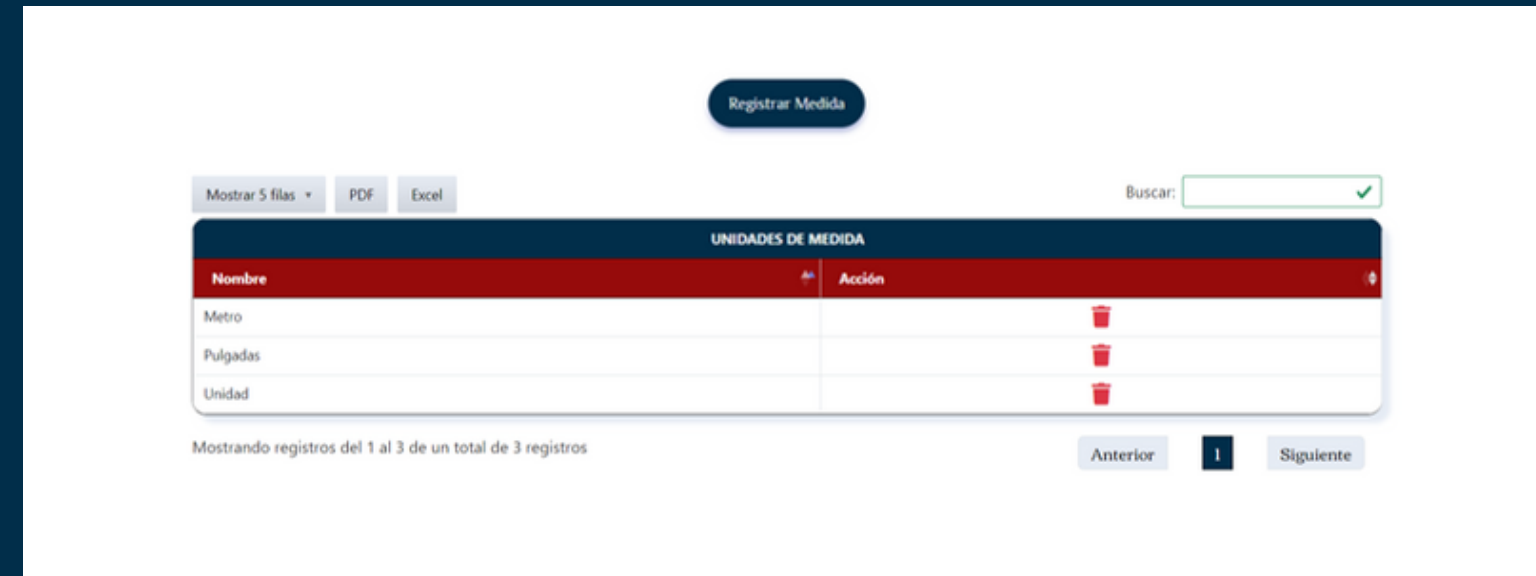 Registrar Medida
Mostrar 5 filas PDF Excel Buscar:
UNIDADES DE MEDIDA
Nombre Acción
Metro
Pulgadas
Unidad
Mostrando registros del 1 al 3 de un total de 3 registros
Anterior 1 Siguiente